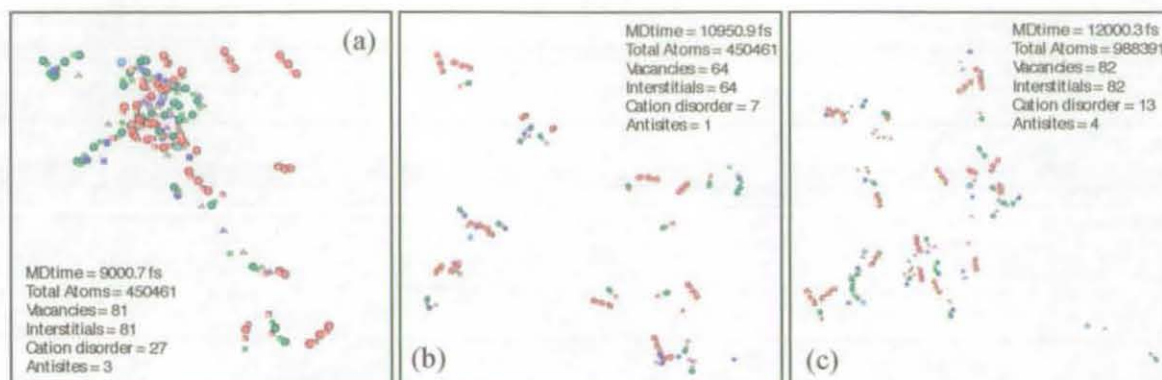 (a)
MDtime = 9000.7 fs
Total Atoms = 450461
Vacancies = 81
Interstitials = 81
Cation disorder = 27
Antisites = 3
MDtime = 10950.9 fs
Total Atoms = 450461
Vacancies = 64
Interstitials = 64
Cation disorder = 7
Antisites = 1
(b)
MDtime = 12000.3 fs
Total Atoms = 988391
Vacancies = 82
Interstitials = 82
Cation disorder = 13
Antisites = 4
(c)